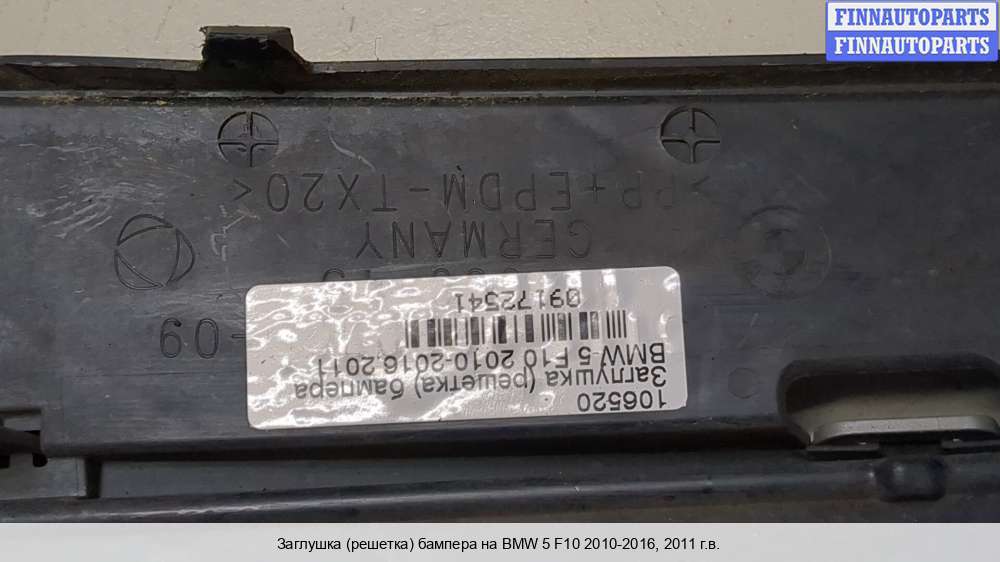 FINNAUTOPARTS
FINNAUTOPARTS
>PP+EPDM-TX20<
GERMANY
-09
106520
Заглушка (решетка) бампера
BMW 5 F10 2010-2016 2011
09172541
Заглушка (решетка) бампера на BMW 5 F10 2010-2016, 2011 г.в.